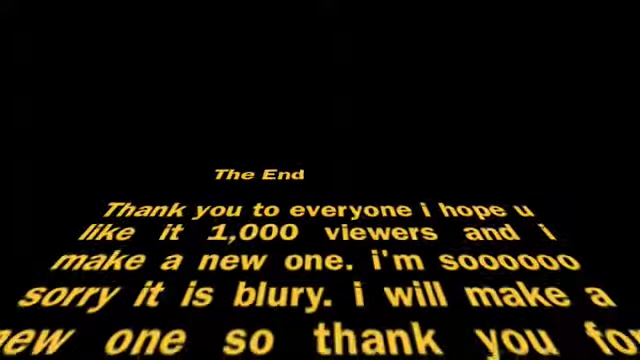 The End
Thank you to everyone i hope u
like it 1,000 viewers and i
make a new one. i'm soooooo
sorry it is blury. i will make a
new one so thank you for